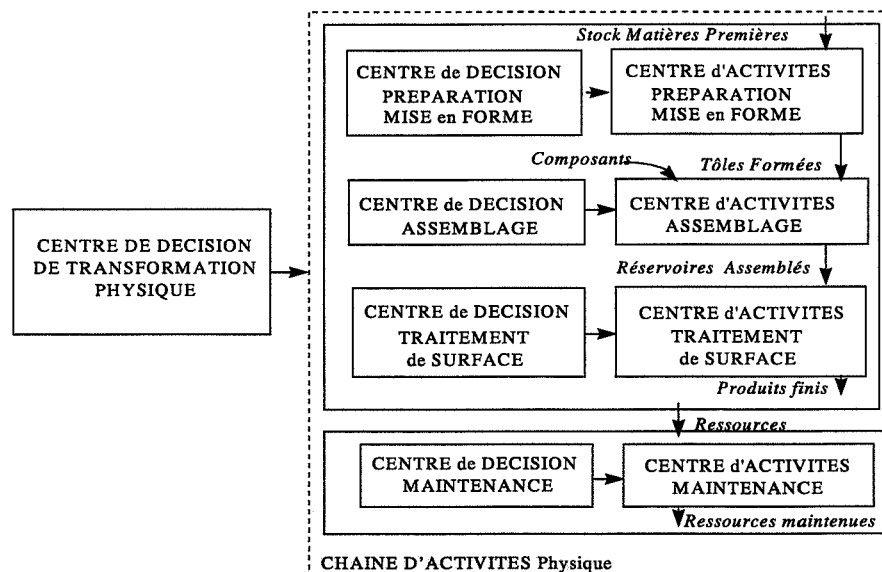 Stock Matières Premières
CENTRE de DECISION
PREPARATION
MISE en FORME
CENTRE d'ACTIVITES
PREPARATION
MISE en FORME
Composants
Tôles Formées
CENTRE de DECISION
ASSEMBLAGE
CENTRE d'ACTIVITES
ASSEMBLAGE
CENTRE DE DECISION
DE TRANSFORMATION
PHYSIQUE
Réservoires Assemblés
CENTRE de DECISION
TRAITEMENT
de SURFACE
CENTRE d'ACTIVITES
TRAITEMENT
de SURFACE
Produits finis
Ressources
CENTRE de DECISION
MAINTENANCE
CENTRE d'ACTIVITES
MAINTENANCE
Ressources maintenues
CHAINE D'ACTIVITES Physique